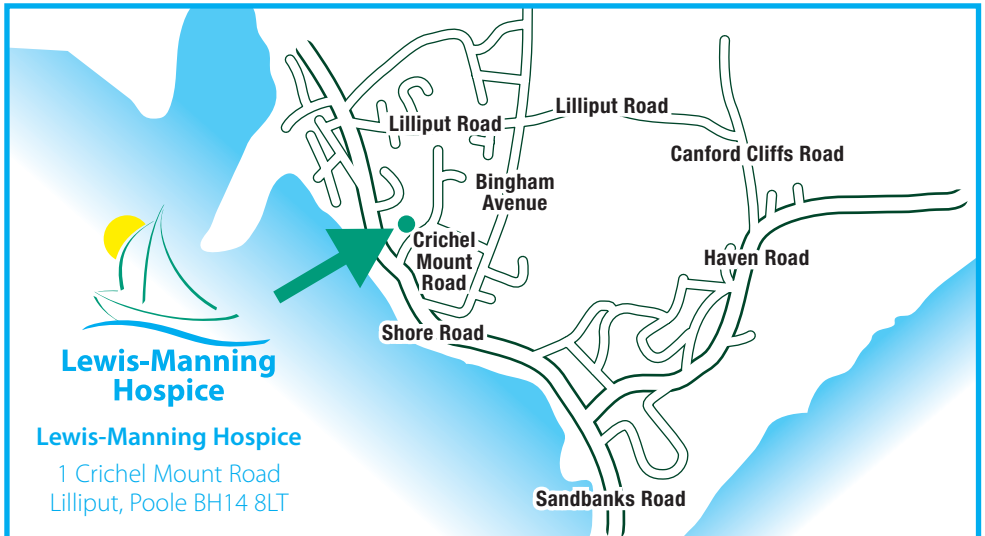 Lilliput Road
Lilliput Road
Canford Cliffs Road
Bingham
Avenue
Crichel
Mount
Road
Haven Road
Shore Road
Sandbanks Road
Lewis-Manning
Hospice
Lewis-Manning Hospice
1 Crichel Mount Road
Lilliput, Poole BH14 8LT